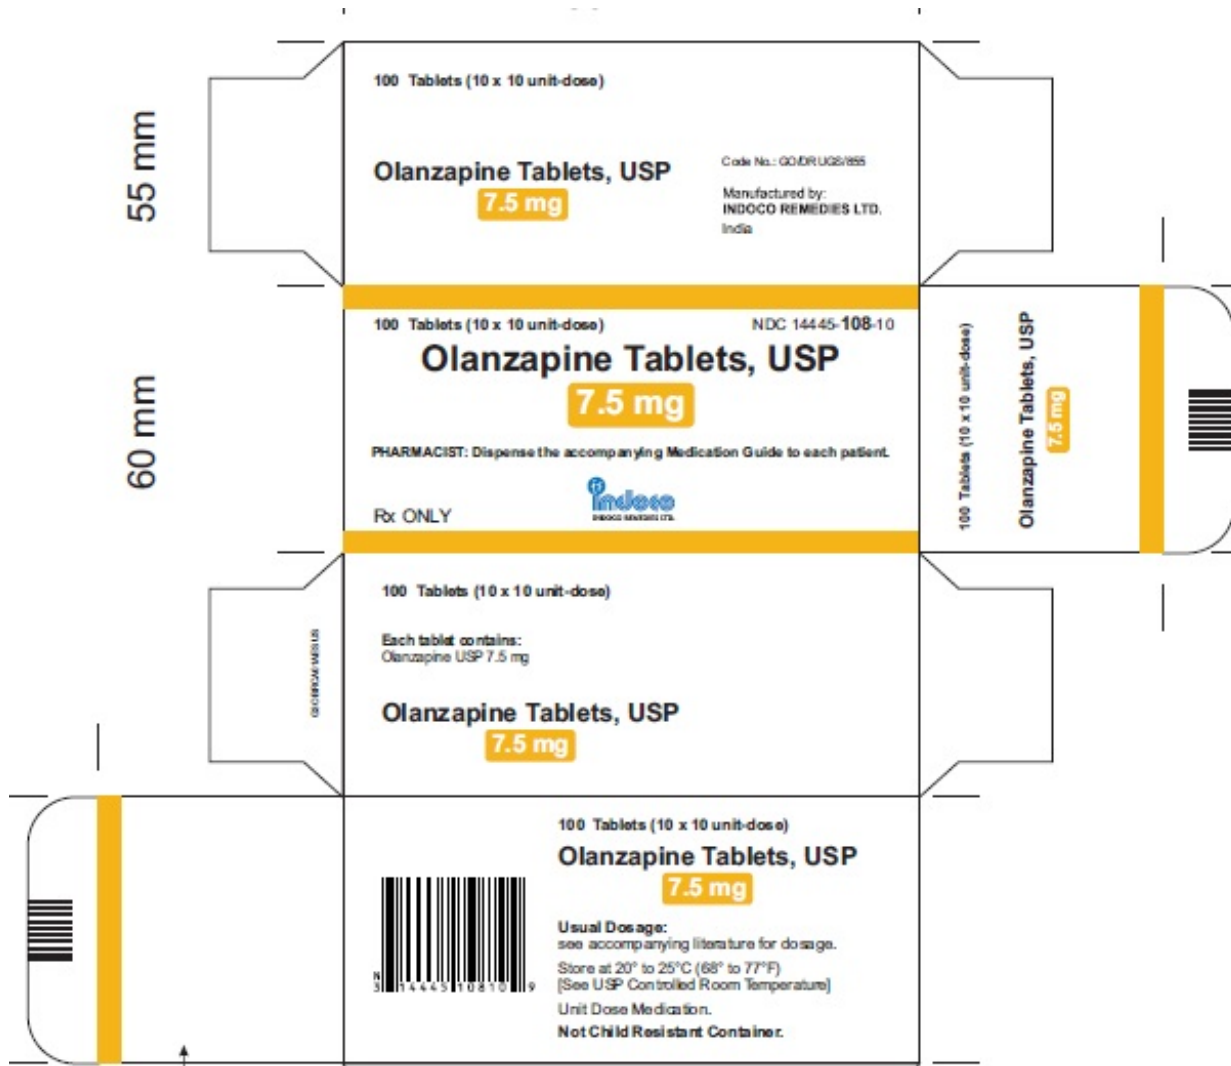 55 mm
100 Tablets (10 x 10 unit-dose)
Olanzapine Tablets, USP
7.5 mg
Code No.: GO/DRUGS/855
Manufactured by:
INDOCO REMEDIES LTD.
India
60 mm
100 Tablets (10 x 10 unit-dose)
NDC 14445-108-10
Olanzapine Tablets, USP
7.5 mg
PHARMACIST: Dispense the accompanying Medication Guide to each patient.
Rx ONLY
indoco
INDOCO REMEDIES LTD.
100 Tablets (10 x 10 unit-dose)
Olanzapine Tablets, USP
7.5 mg
100 Tablets (10 x 10 unit-dose)
Each tablet contains:
Olanzapine USP 7.5 mg
Olanzapine Tablets, USP
7.5 mg
100 Tablets (10 x 10 unit-dose)
Olanzapine Tablets, USP
7.5 mg
Usual Dosage:
see accompanying literature for dosage.
Store at 20° to 25°C (68° to 77°F)
[See USP Controlled Room Temperature]
Unit Dose Medication.
Not Child Resistant Container.
N
3 14445 10810 9